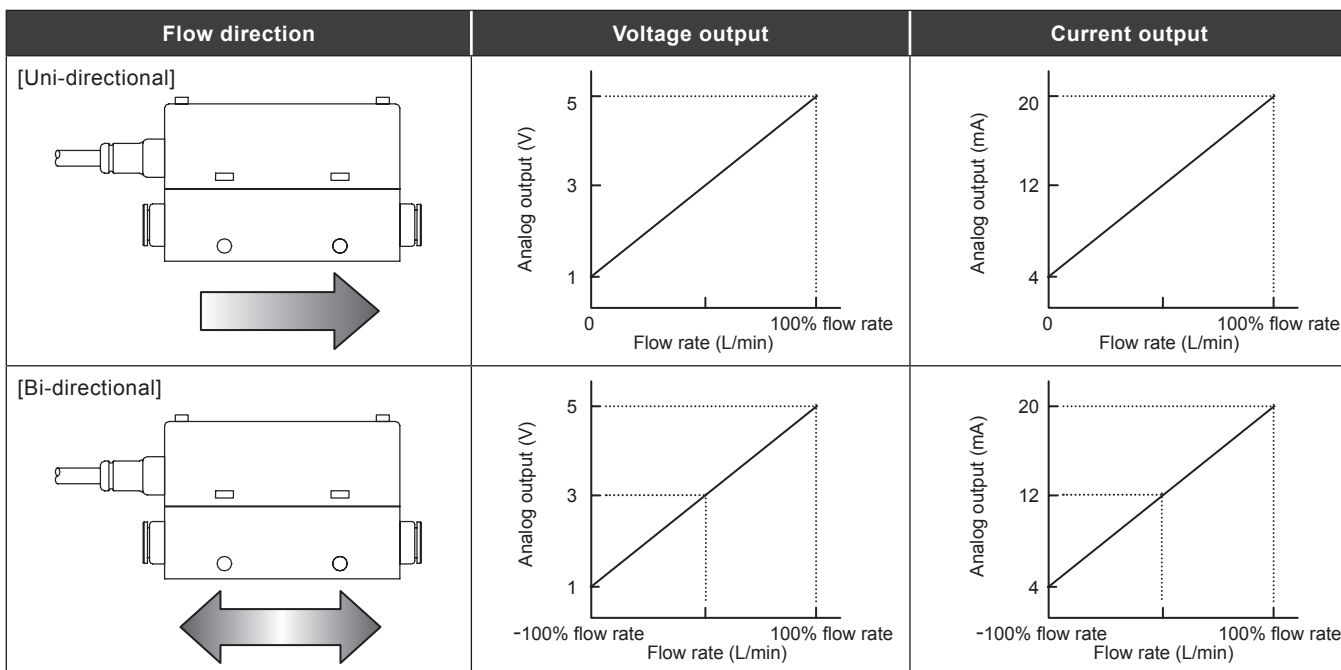 Flow direction
Voltage output
Current output
[Uni-directional]
Analog output (V)
5
3
1
0
100% flow rate
Flow rate (L/min)
Analog output (mA)
20
12
4
0
100% flow rate
Flow rate (L/min)
[Bi-directional]
Analog output (V)
5
3
1
-100% flow rate
100% flow rate
Flow rate (L/min)
Analog output (mA)
20
12
4
-100% flow rate
100% flow rate
Flow rate (L/min)